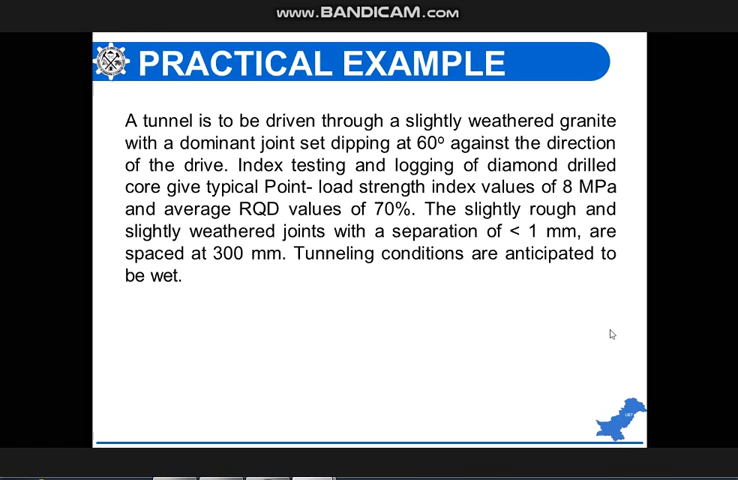 www.BANDICAM.com
PRACTICAL EXAMPLE
A tunnel is to be driven through a slightly weathered granite
with a dominant joint set dipping at 60º against the direction
of the drive. Index testing and logging of diamond drilled
core give typical Point- load strength index values of 8 MPa
and average RQD values of 70%. The slightly rough and
slightly weathered joints with a separation of < 1 mm, are
spaced at 300 mm. Tunneling conditions are anticipated to
be wet.